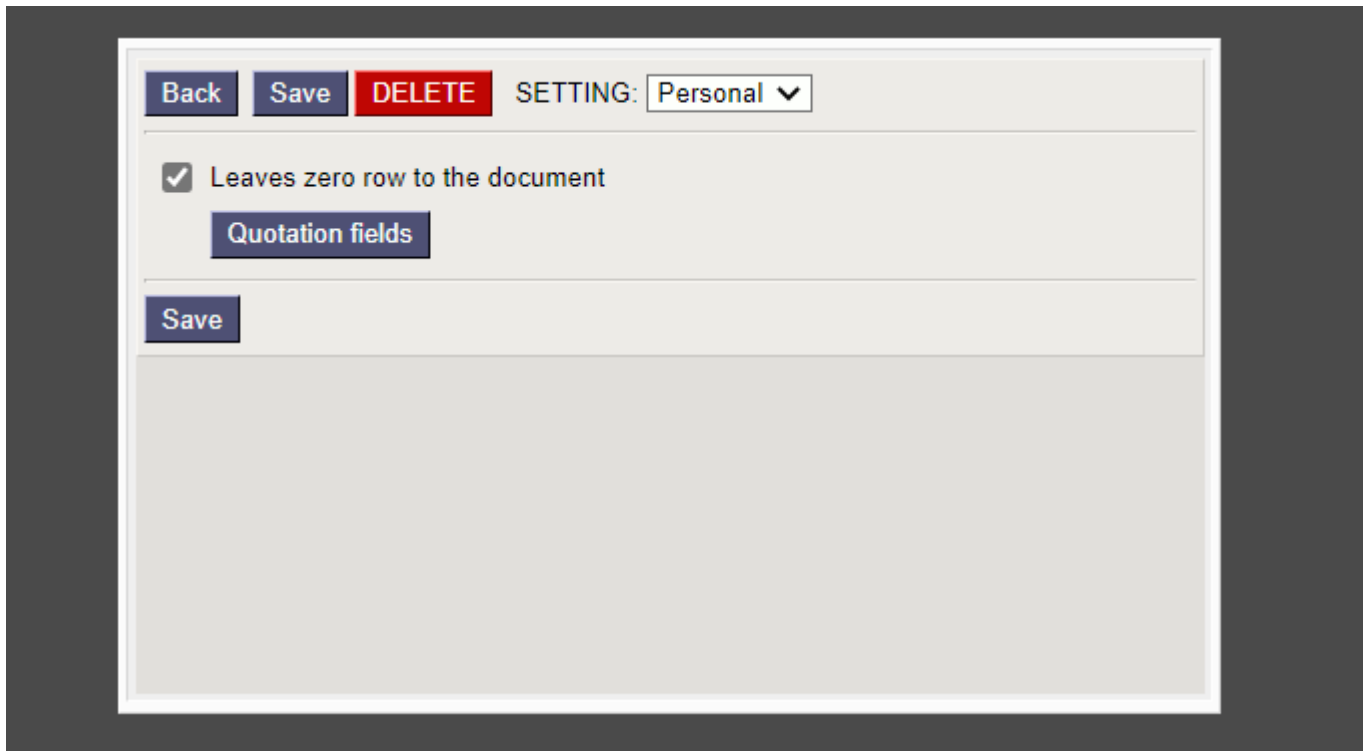 Back Save DELETE SETTING: Personal
Leaves zero row to the document
Quotation fields
Save